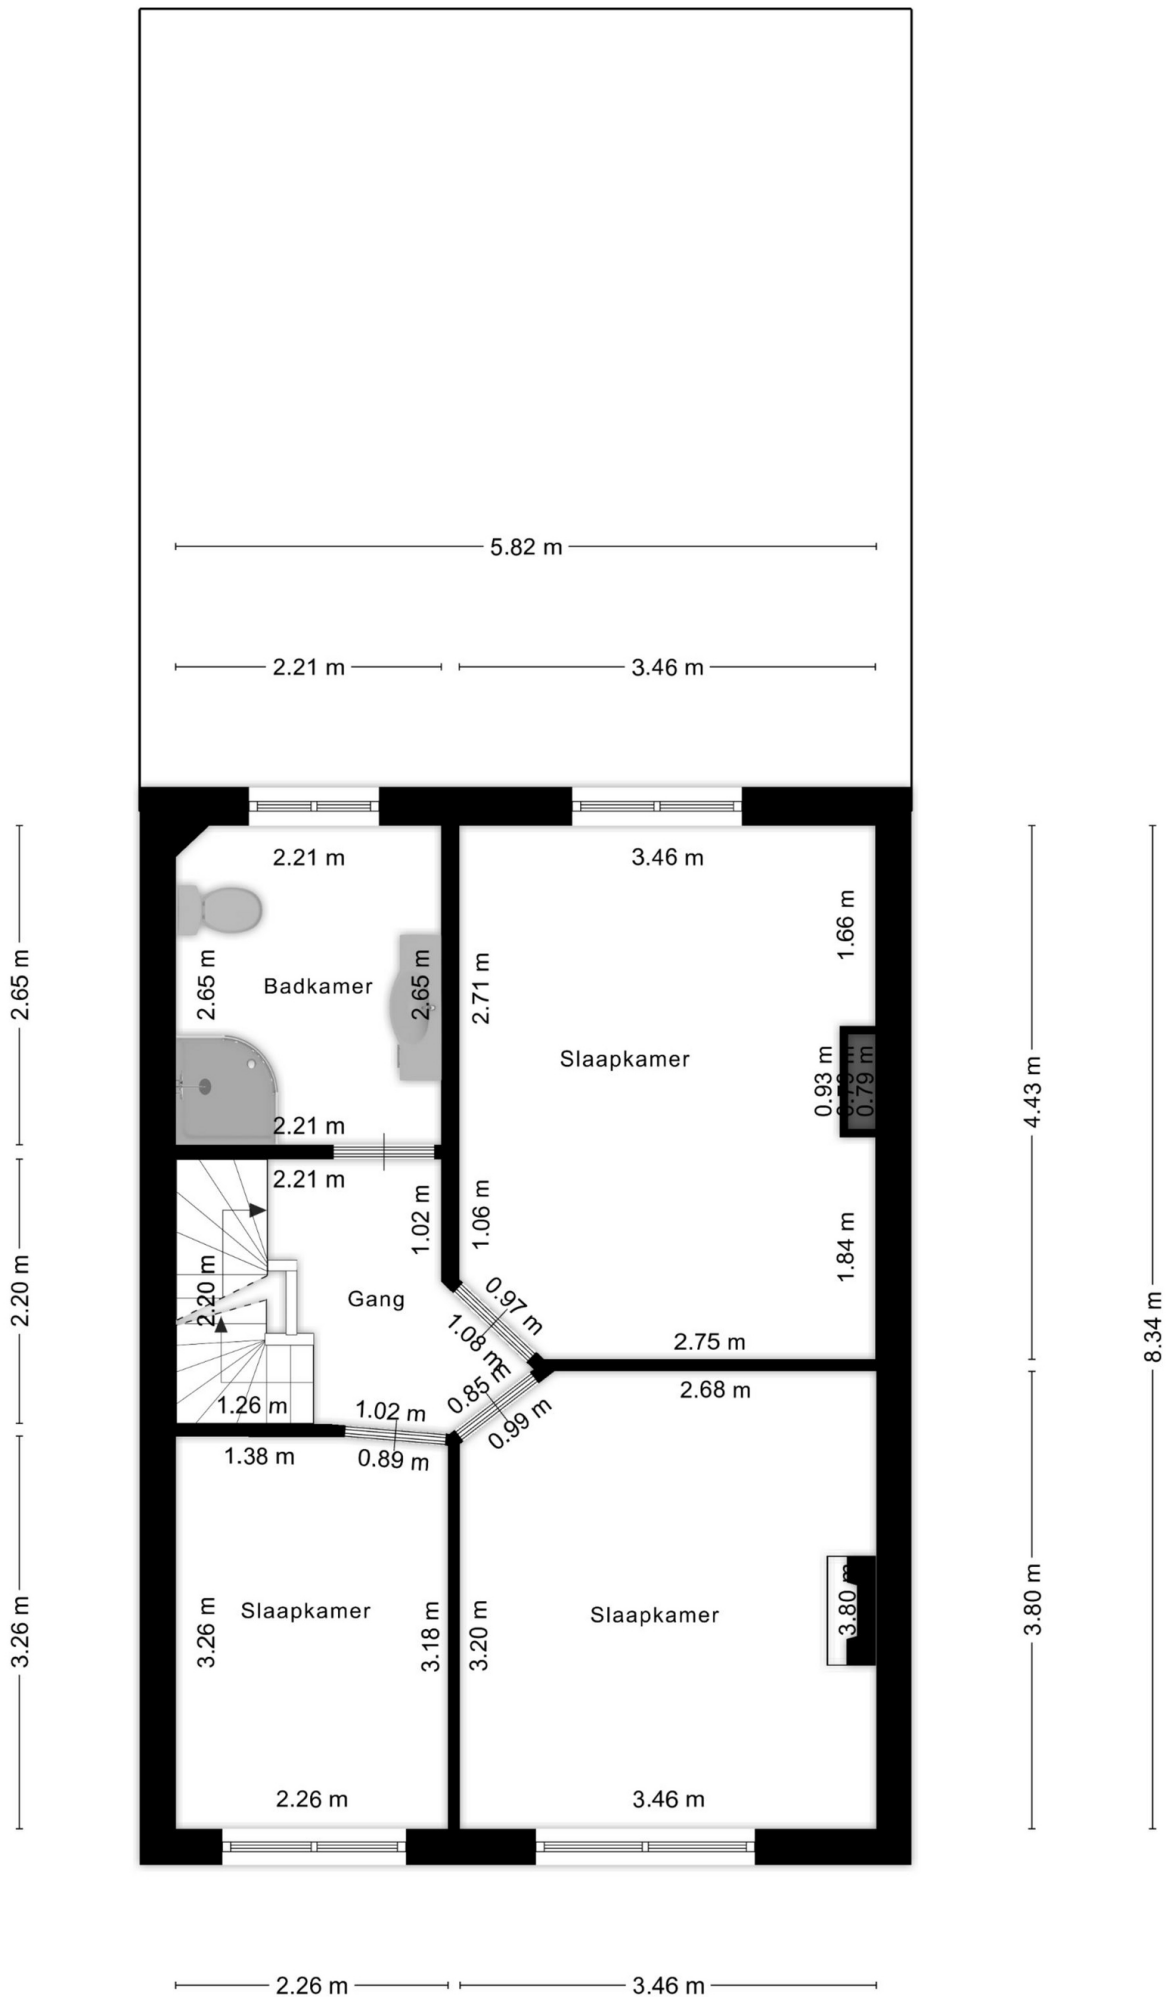 5.82 m
2.21 m
3.46 m
2.21 m
3.46 m
1.66 m
2.65 m
2.65 m
2.65 m
2.71 m
Badkamer
Slaapkamer
0.93 m
0.79 m
0.79 m
4.43 m
2.21 m
2.21 m
1.02 m
1.06 m
1.84 m
2.20 m
2.20 m
Gang
0.97 m
1.08 m
8.34 m
2.75 m
2.68 m
0.85 m
0.99 m
1.26 m
1.02 m
1.38 m
0.89 m
3.26 m
3.26 m
Slaapkamer
3.18 m
3.20 m
Slaapkamer
3.80 m
3.80 m
2.26 m
3.46 m
2.26 m
3.46 m